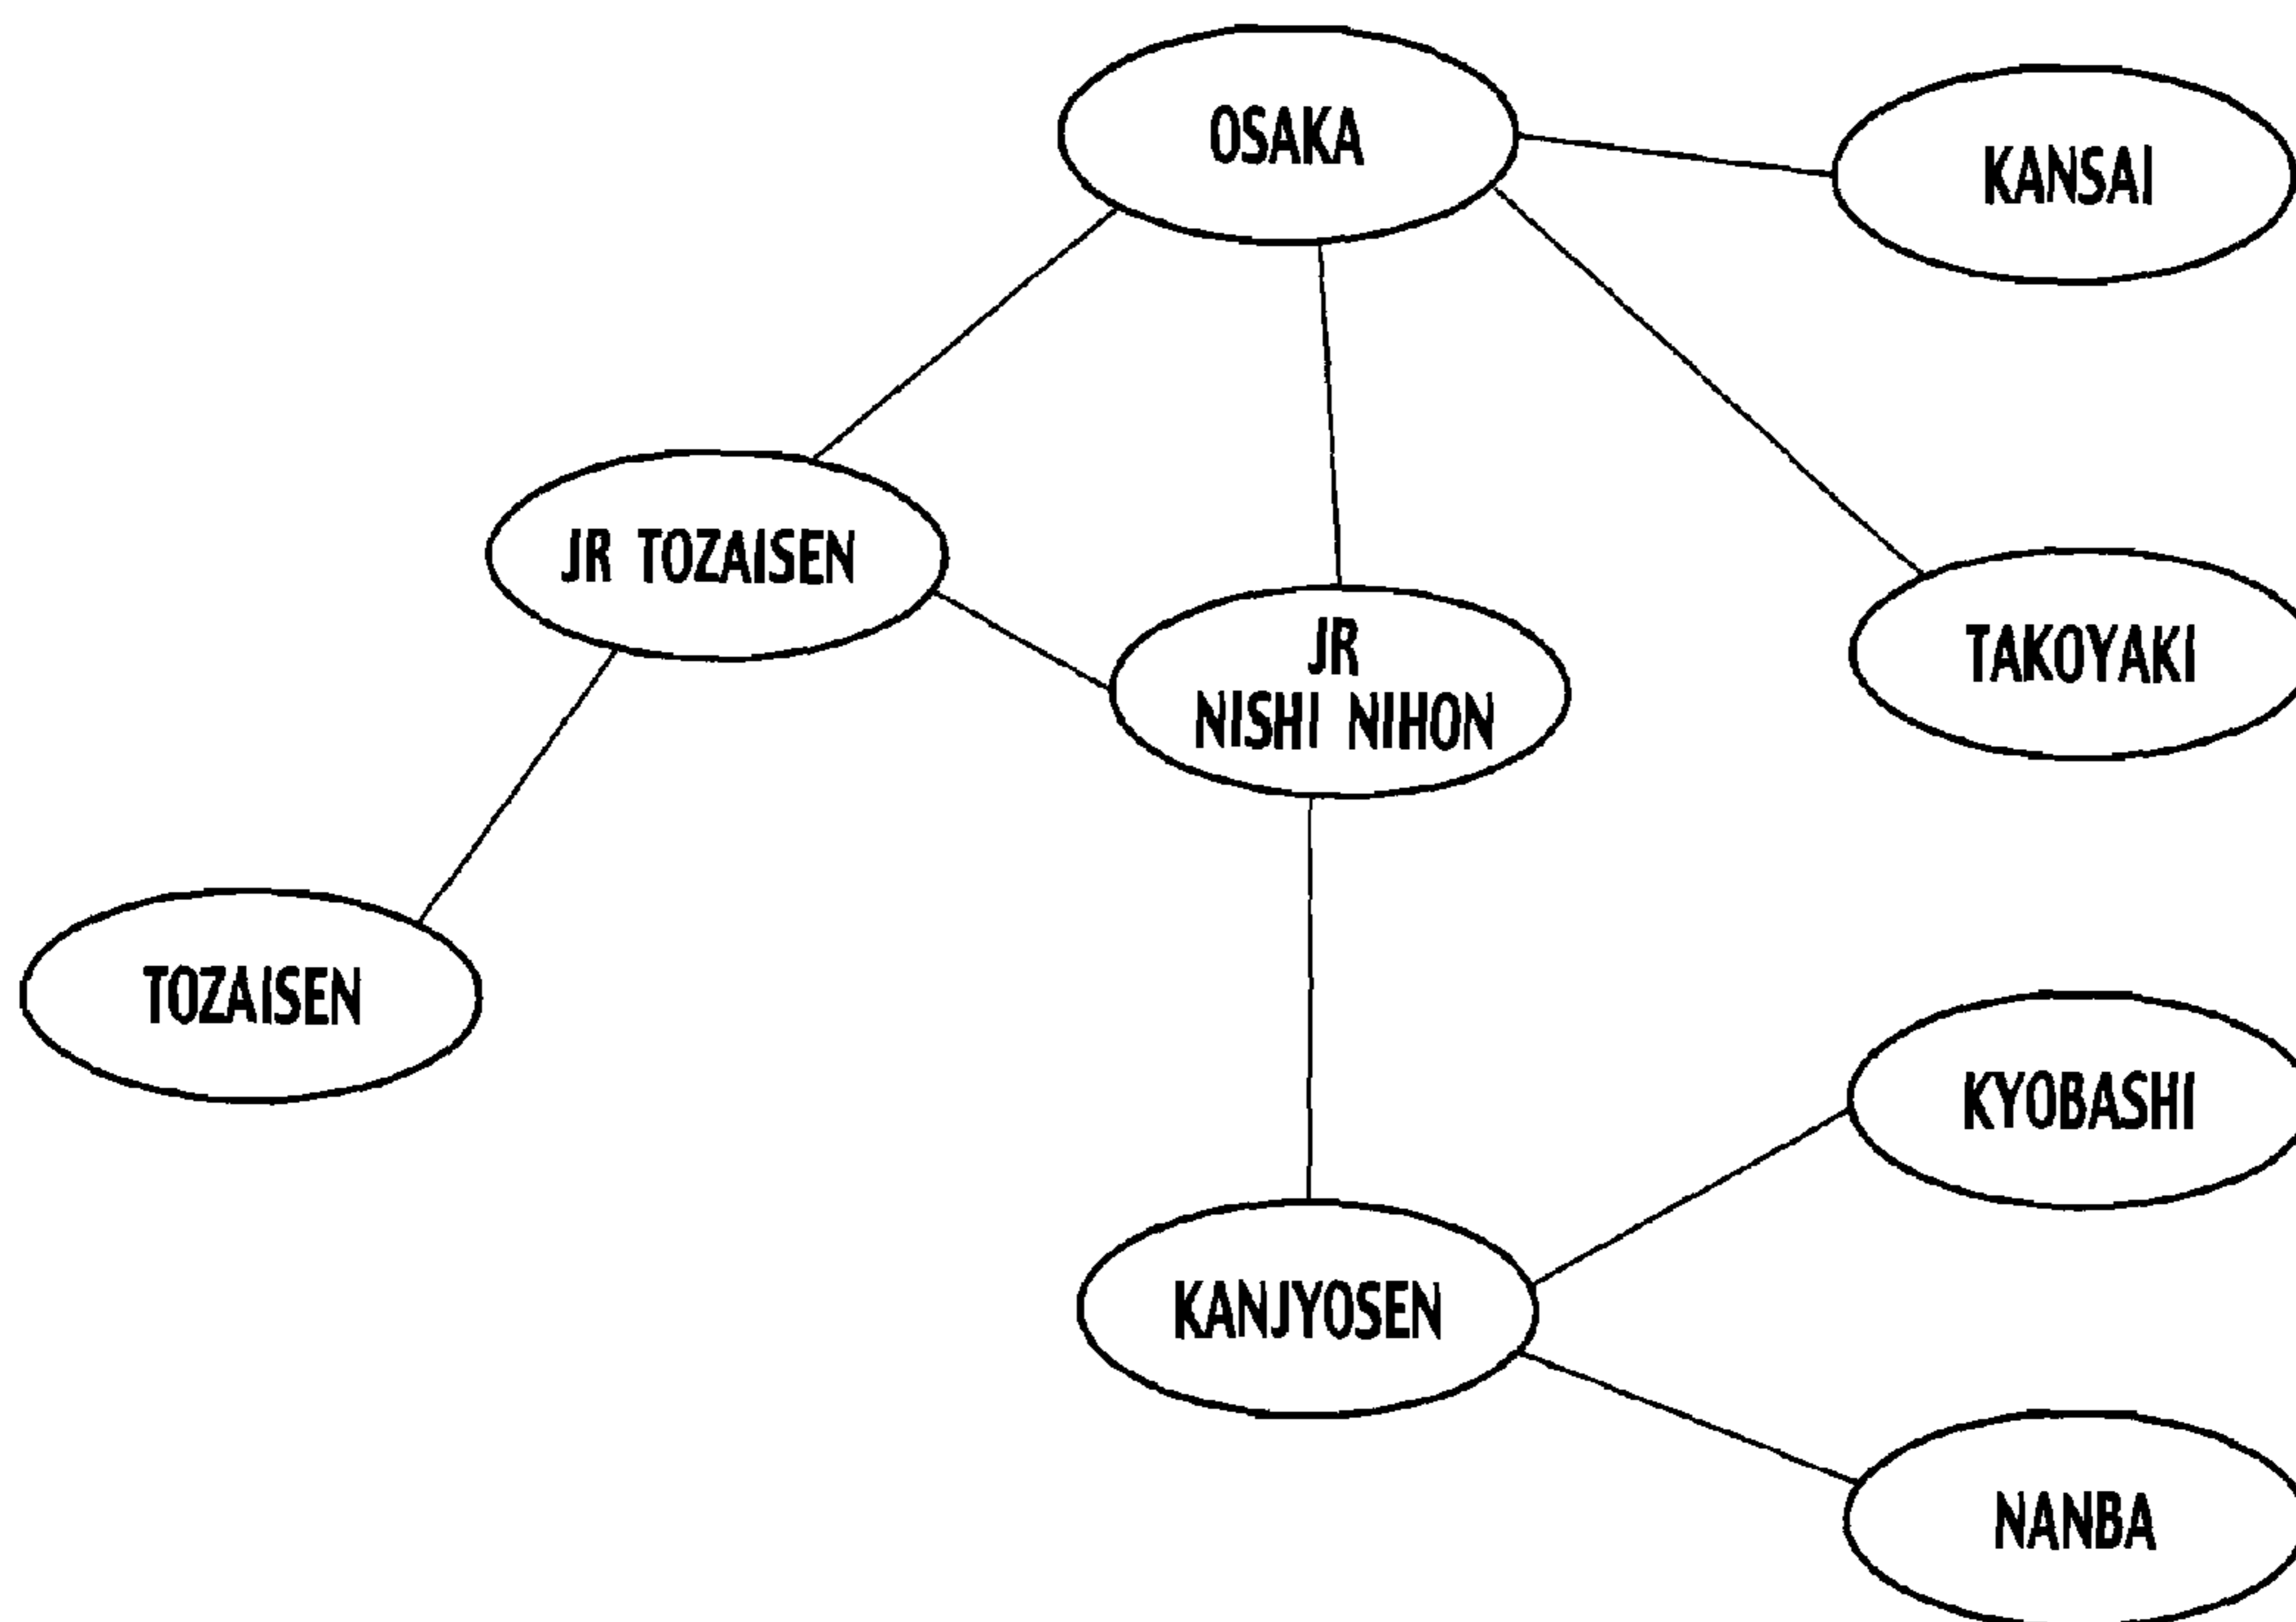 OSAKA
KANSAI
JR TOZAISEN
JR
NISHI NIHON
TAKOYAKI
TOZAISEN
KYOBASHI
KANJYOSEN
NANBA